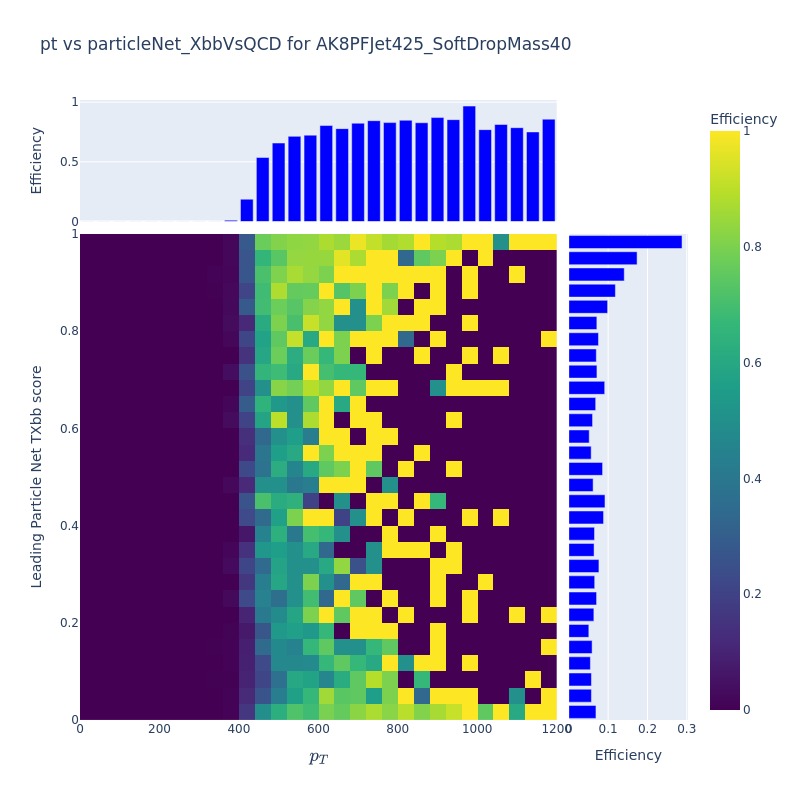 pt vs particleNet_XbbVsQCD for AK8PFJet425_SoftDropMass40
Efficiency
1
0.5
0
Efficiency
1
0.8
0.6
0.4
0.2
0
Leading Particle Net TXbb score
1
0.8
0.6
0.4
0.2
0
0 200 400 600 800 1000 1200
p_T
0 0.1 0.2 0.3
Efficiency